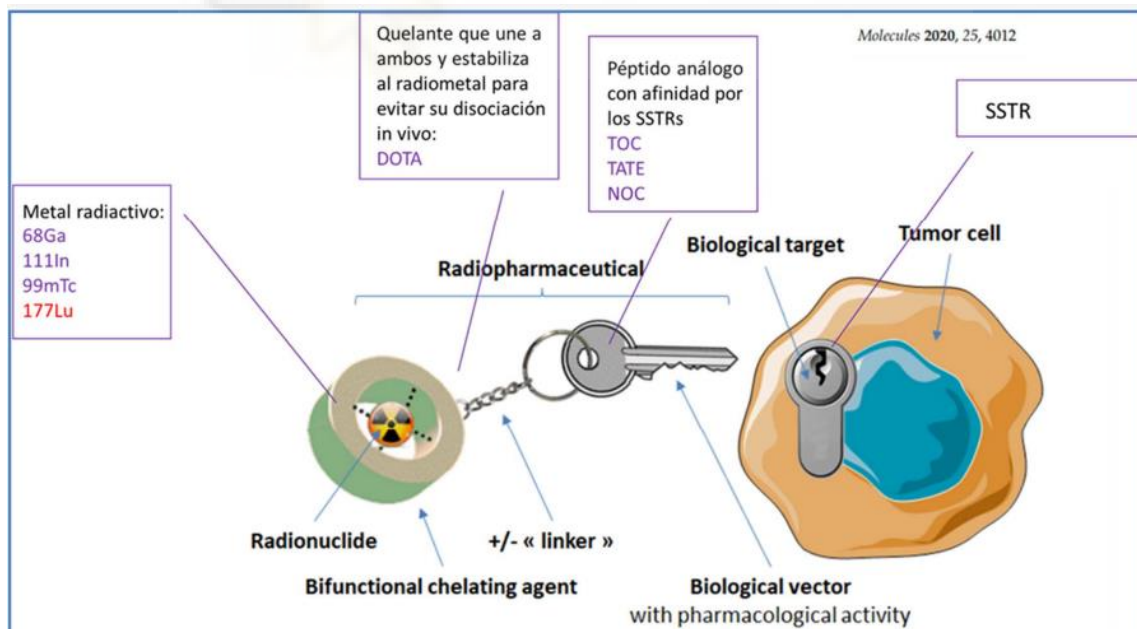 Molecules 2020, 25, 4012
Quelante que une a
ambos y estabiliza
al radiometal para
evitar su disociación
in vivo:
DOTA
Péptido análogo
con afinidad por
los SSTRs
TOC
TATE
NOC
SSTR
Metal radiactivo:
68Ga
111In
99mTc
177Lu
Radiopharmaceutical
Biological target
Tumor cell
Radionuclide
+/- « linker »
Bifunctional chelating agent
Biological vector
with pharmacological activity